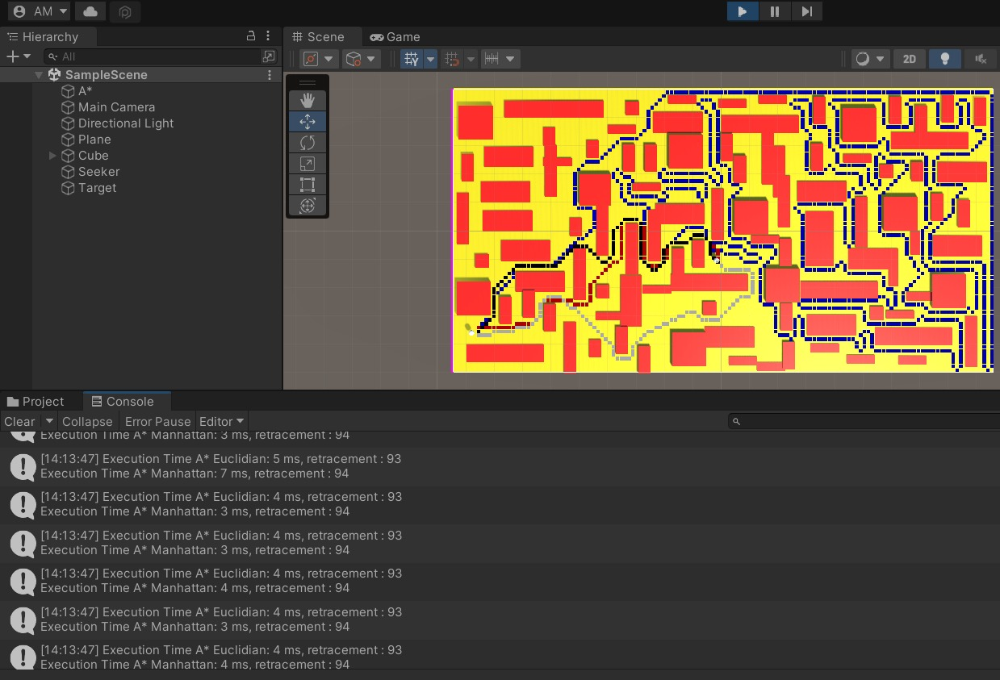 AM
Hierarchy
Scene
Game
All
2D
SampleScene
A*
Main Camera
Directional Light
Plane
Cube
Seeker
Target
Project
Console
Clear
Collapse
Error Pause
Editor
Execution Time A* Manhattan: 3 ms, retracement : 94
[14:13:47] Execution Time A* Euclidian: 5 ms, retracement : 93
Execution Time A* Manhattan: 7 ms, retracement : 94
[14:13:47] Execution Time A* Euclidian: 4 ms, retracement : 93
Execution Time A* Manhattan: 3 ms, retracement : 94
[14:13:47] Execution Time A* Euclidian: 4 ms, retracement : 93
Execution Time A* Manhattan: 3 ms, retracement : 94
[14:13:47] Execution Time A* Euclidian: 4 ms, retracement : 93
Execution Time A* Manhattan: 4 ms, retracement : 94
[14:13:47] Execution Time A* Euclidian: 4 ms, retracement : 93
Execution Time A* Manhattan: 3 ms, retracement : 94
[14:13:47] Execution Time A* Euclidian: 4 ms, retracement : 93
Execution Time A* Manhattan: 4 ms, retracement : 94